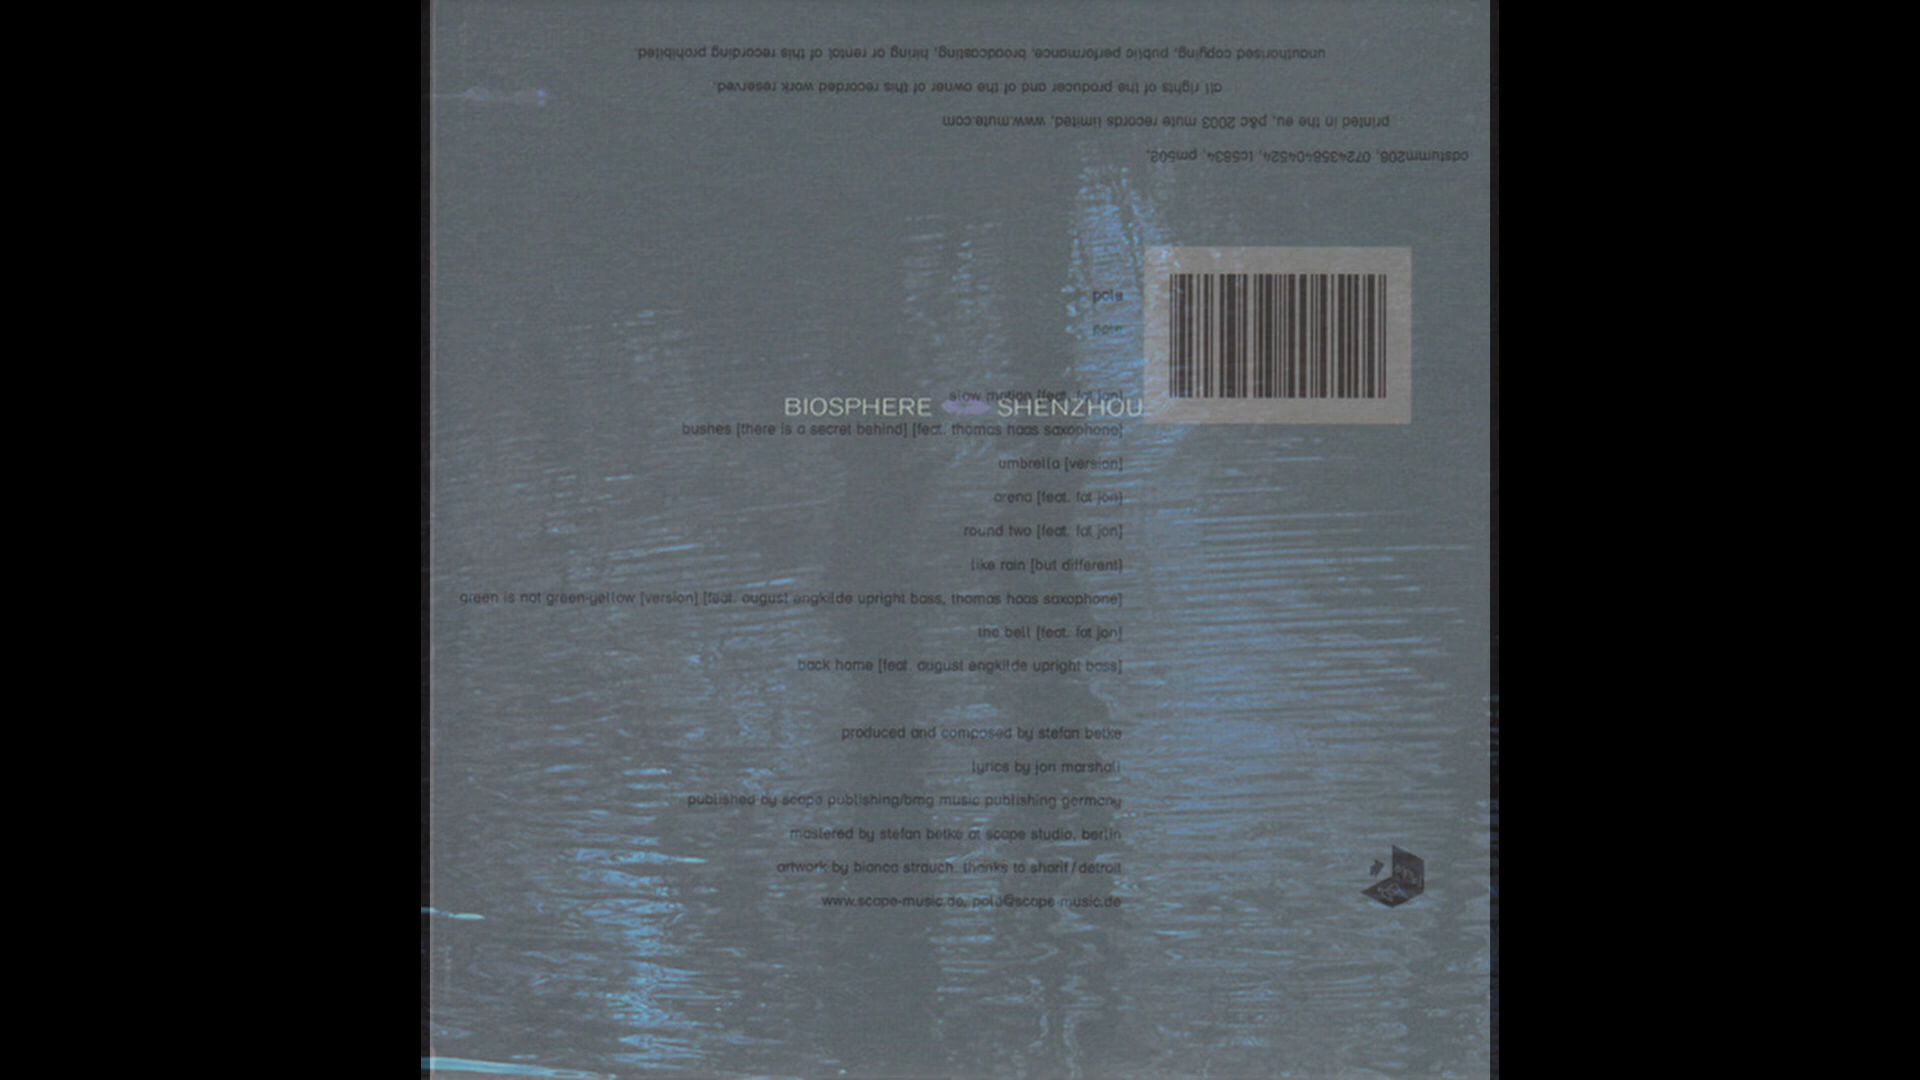 unauthorised copying, public performance, broadcasting, hiring or rental of this recording prohibited.
all rights of the producer and of the owner of this recorded work reserved.
printed in the eu, p&c 2003 mute records limited, www.mute.com
cdstumm208, 0724358404524, lc5834, pm502,
pole
pole
slow motion [feat. fat jon]
BIOSPHERE SHENZHOU
bushes [there is a secret behind] [feat. thomas haas saxophone]
umbrella [version]
arena [feat. fat jon]
round two [feat. fat jon]
like rain [but different]
green is not green-yellow [version] [feat. august engkilde upright bass, thomas haas saxophone]
the bell [feat. fat jon]
back home [feat. august engkilde upright bass]
produced and composed by stefan betke
lyrics by jon marshall
published by scape publishing/bmg music publishing germany
mastered by stefan betke at scape studio, berlin
artwork by bianca strauch. thanks to sharif / detroit
www.scape-music.de, pole@scape-music.de